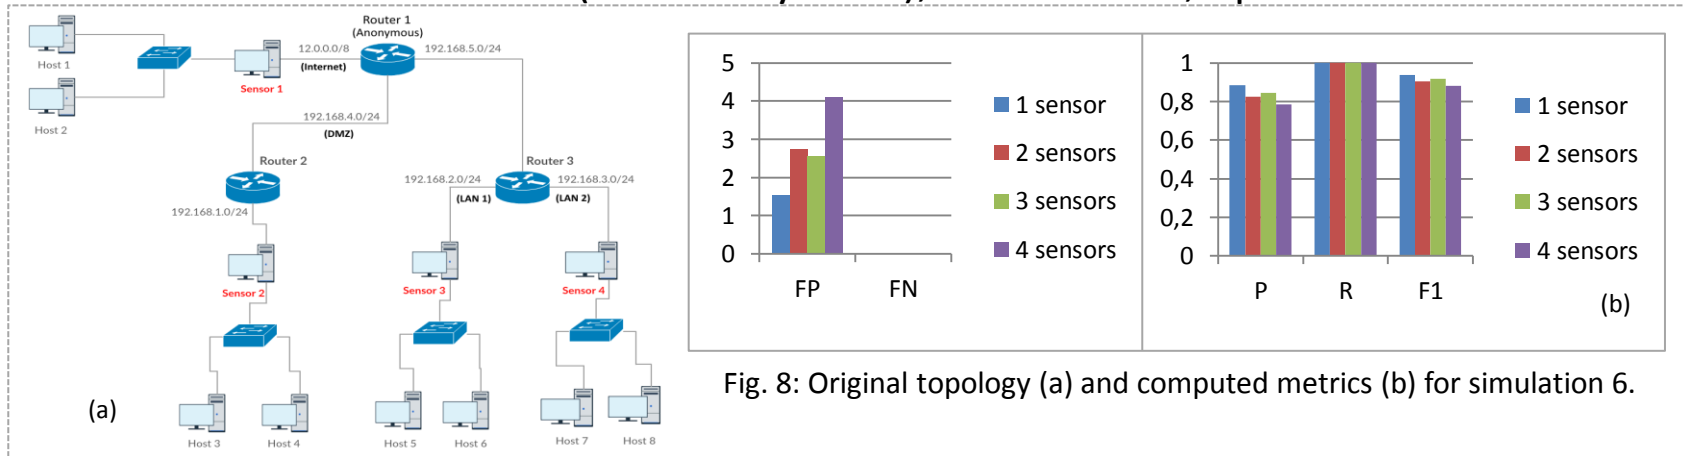 Router 1
(Anonymous)
12.0.0.0/8
(Internet)
192.168.5.0/24
Host 1
Sensor 1
Host 2
192.168.4.0/24
(DMZ)
Router 2
Router 3
192.168.2.0/24
(LAN 1)
192.168.3.0/24
(LAN 2)
192.168.1.0/24
Sensor 2
Sensor 3
Sensor 4
(a)
Host 3
Host 4
Host 5
Host 6
Host 7
Host 8
5
4
3
2
1
0
FP
FN
1 sensor
2 sensors
3 sensors
4 sensors
1
0,8
0,6
0,4
0,2
0
P
R
F1
1 sensor
2 sensors
3 sensors
4 sensors
(b)
Fig. 8: Original topology (a) and computed metrics (b) for simulation 6.